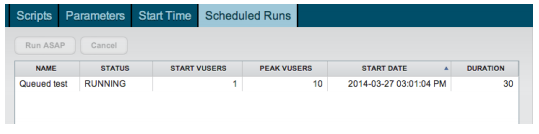 Scripts Parameters Start Time Scheduled Runs
Run ASAP Cancel
NAME STATUS START VUSERS PEAK VUSERS START DATE DURATION
Queued test RUNNING 1 10 2014-03-27 03:01:04 PM 30